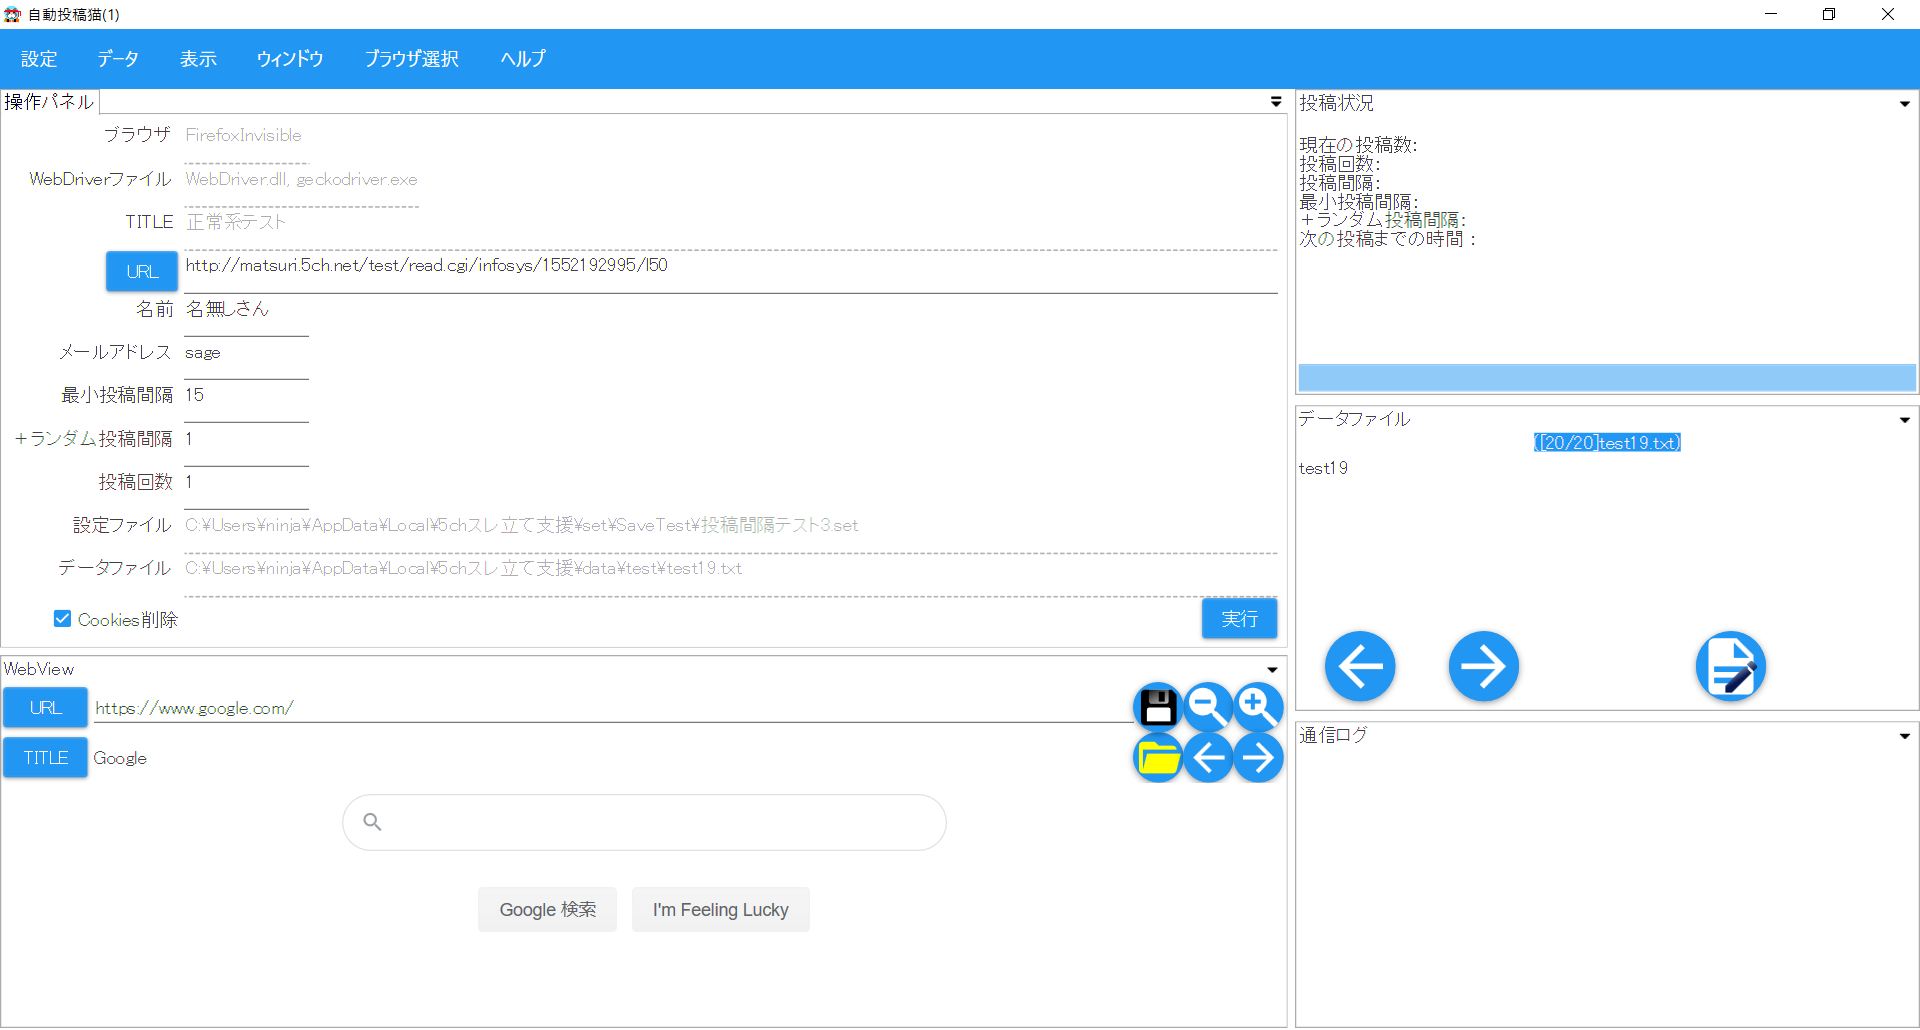 自動投稿猫(1)
設定 データ 表示 ウィンドウ ブラウザ選択 ヘルプ
操作パネル
ブラウザ FirefoxInvisible
WebDriverファイル WebDriver.dll, geckodriver.exe
TITLE 正常系テスト
URL http://matsuri.5ch.net/test/read.cgi/infosys/1552192995/l50
名前 名無しさん
メールアドレス sage
最小投稿間隔 15
＋ランダム投稿間隔 1
投稿回数 1
設定ファイル C:¥Users¥ninja¥AppData¥Local¥5chスレ立て支援¥set¥SaveTest¥投稿間隔テスト3.set
データファイル C:¥Users¥ninja¥AppData¥Local¥5chスレ立て支援¥data¥test¥test19.txt
Cookies削除 実行
WebView
URL https://www.google.com/
TITLE Google
Google 検索 I'm Feeling Lucky
投稿状況
現在の投稿数:
投稿回数:
投稿間隔:
最小投稿間隔:
＋ランダム投稿間隔:
次の投稿までの時間：
データファイル
([20/20]test19.txt)
test19
通信ログ